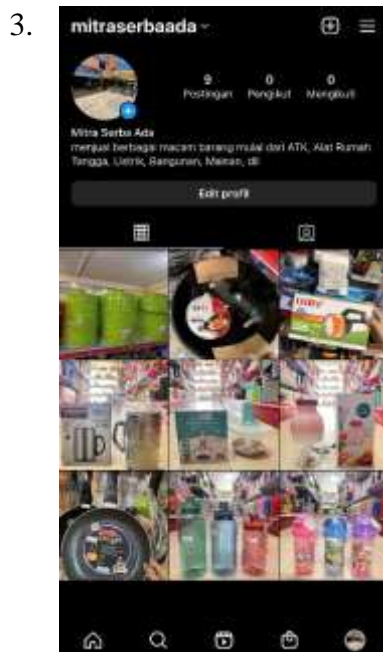 3.
mitraserbaada
9 0 0
Postingan Pengikut Mengikuti
Mitra Serba Ada
menjual berbagai macam barang mulai dari ATK, Alat Rumah
Tangga, Listrik, Bangunan, Mainan, dll
Edit profil